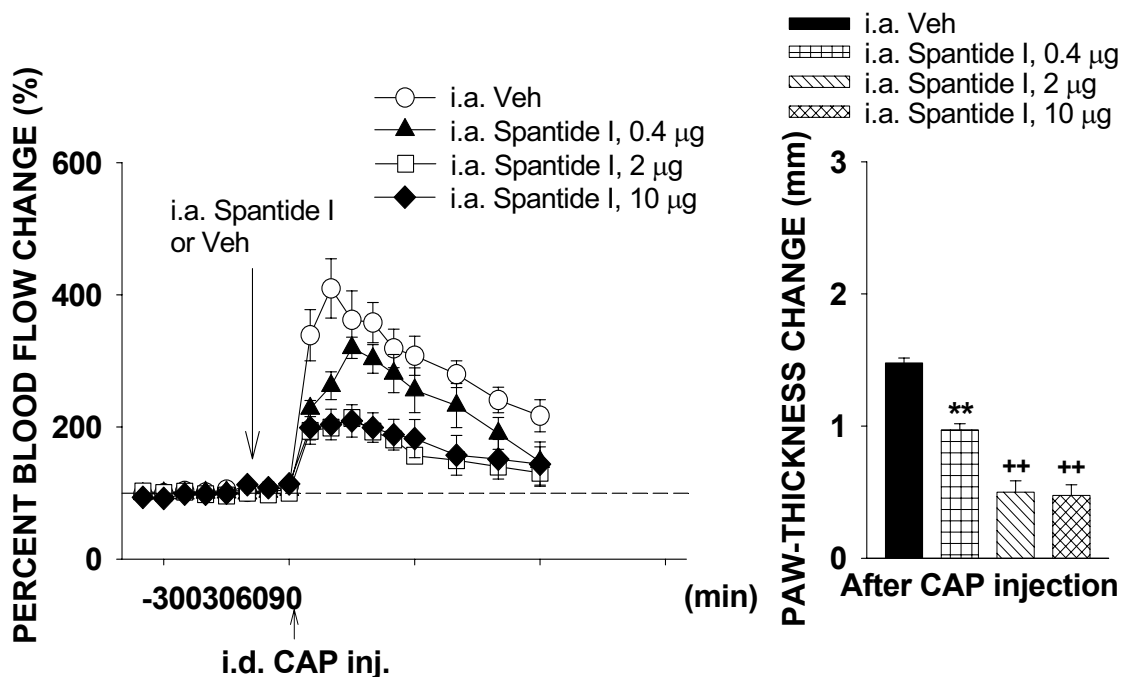 PERCENT BLOOD FLOW CHANGE (%)
i.a. Veh
i.a. Spantide I, 0.4 μg
i.a. Spantide I, 2 μg
i.a. Spantide I, 10 μg
600
400
200
0
i.a. Spantide I
or Veh
-300306090
(min)
i.d. CAP inj.
i.a. Veh
i.a. Spantide I, 0.4 μg
i.a. Spantide I, 2 μg
i.a. Spantide I, 10 μg
PAW-THICKNESS CHANGE (mm)
3
2
1
0
**
++
++
After CAP injection